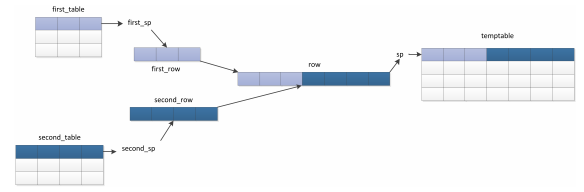 first_table
first_sp
temptable
sp
first_row
row
second_row
second_table
second_sp